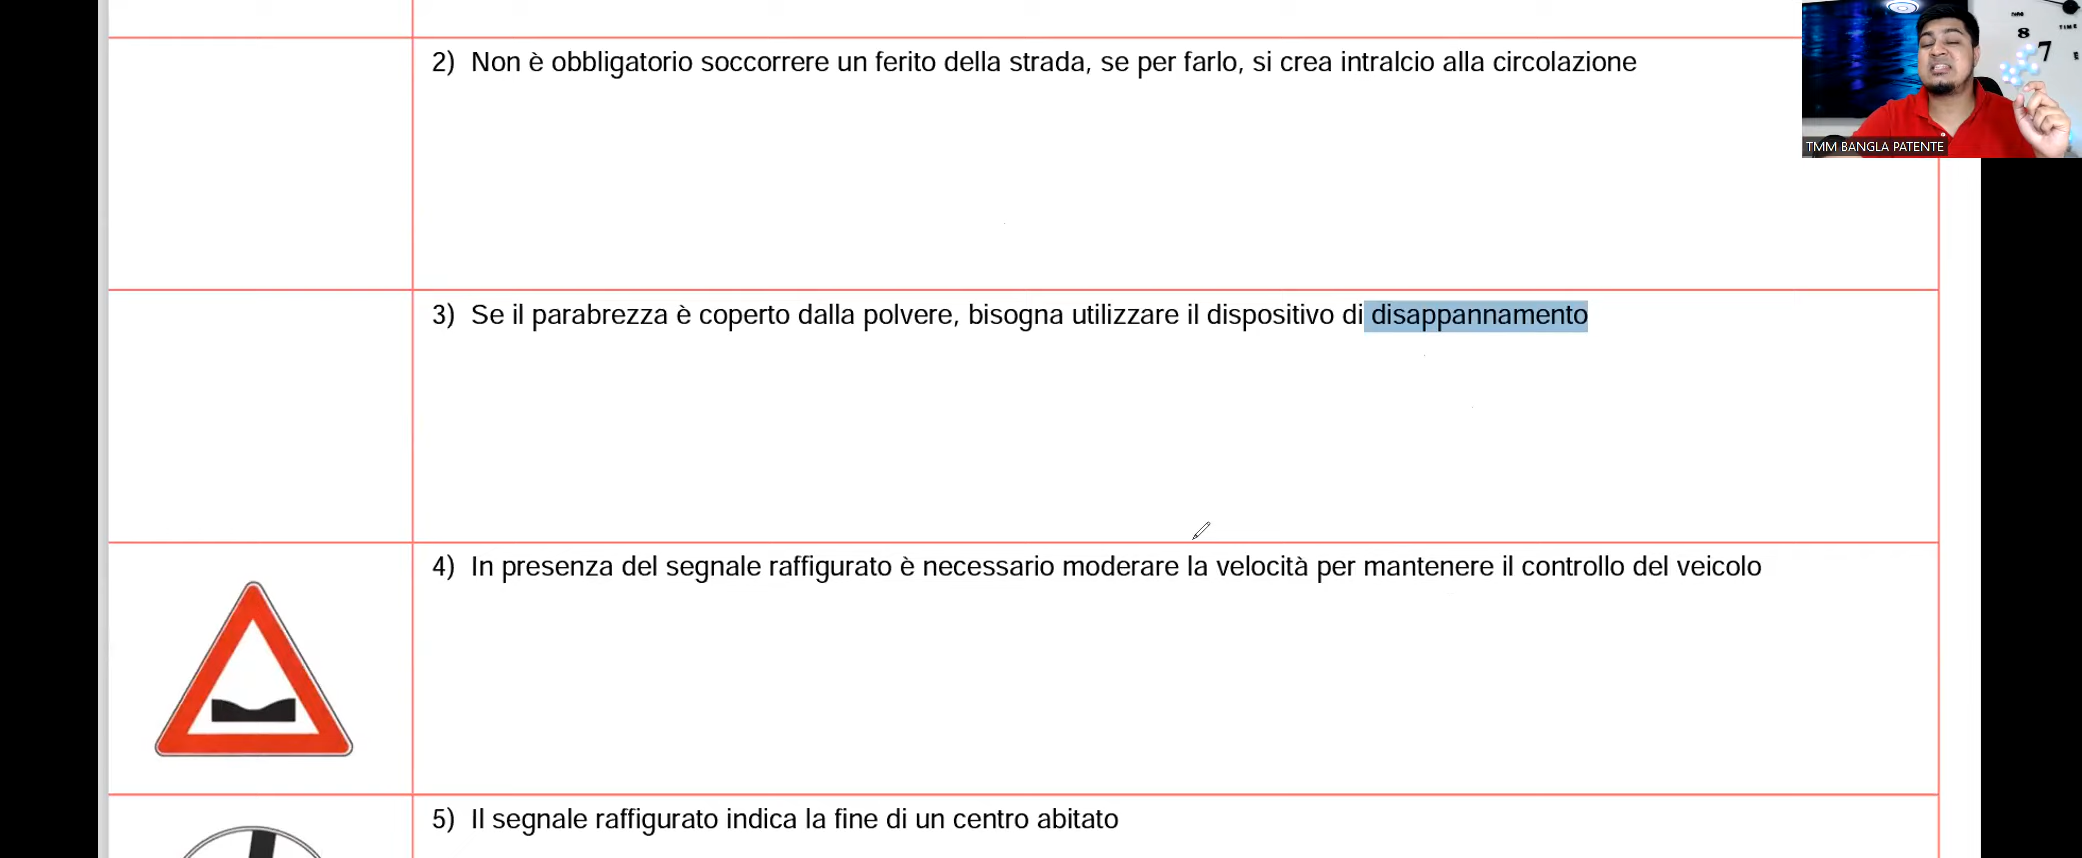 2) Non è obbligatorio soccorrere un ferito della strada, se per farlo, si crea intralcio alla circolazione
8
7
TIME
TMM BANGLA PATENTE
3) Se il parabrezza è coperto dalla polvere, bisogna utilizzare il dispositivo di disappannamento
4) In presenza del segnale raffigurato è necessario moderare la velocità per mantenere il controllo del veicolo
5) Il segnale raffigurato indica la fine di un centro abitato